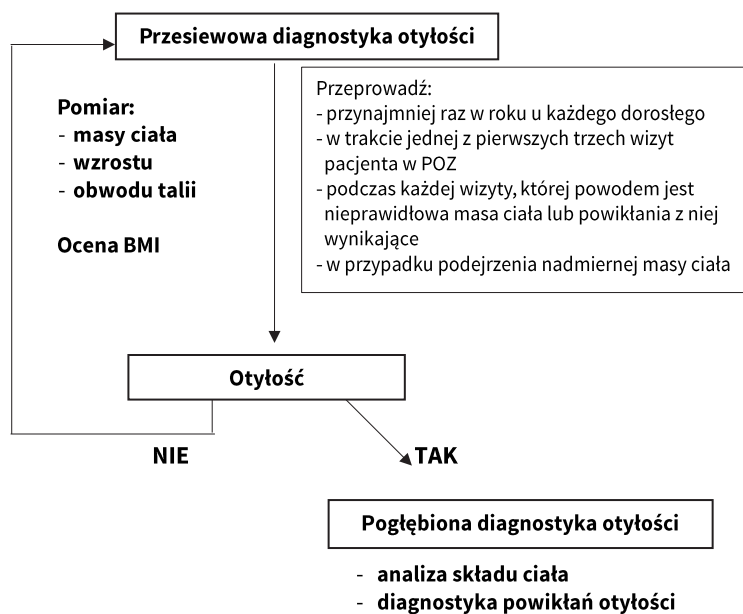 Przesiewowa diagnostyka otyłości
Pomiar:
- masy ciała
- wzrostu
- obwodu talii
Ocena BMI
Przeprowadź:
- przynajmniej raz w roku u każdego dorosłego
- w trakcie jednej z pierwszych trzech wizyt
pacjenta w POZ
- podczas każdej wizyty, której powodem jest
nieprawidłowa masa ciała lub powikłania z niej
wynikające
- w przypadku podejrzenia nadmiernej masy ciała
Otyłość
NIE
TAK
Pogłębiona diagnostyka otyłości
- analiza składu ciała
- diagnostyka powikłań otyłości